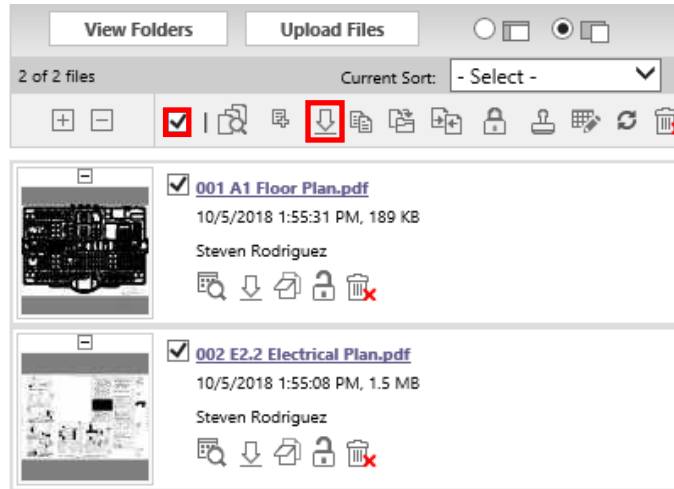 View Folders Upload Files
2 of 2 files Current Sort: - Select -
001 A1 Floor Plan.pdf
10/5/2018 1:55:31 PM, 189 KB
Steven Rodriguez
002 E2.2 Electrical Plan.pdf
10/5/2018 1:55:08 PM, 1.5 MB
Steven Rodriguez